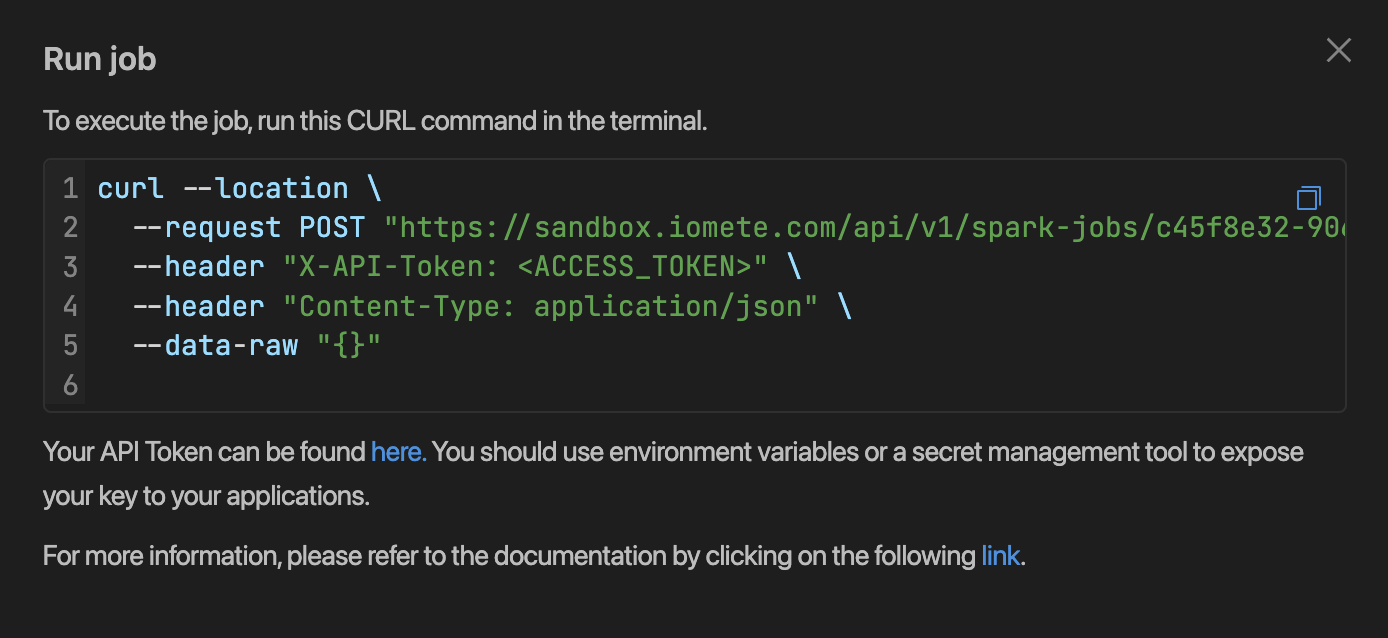 Run job
To execute the job, run this CURL command in the terminal.
1 curl --location \
2   --request POST "https://sandbox.iomete.com/api/v1/spark-jobs/c45f8e32-90
3   --header "X-API-Token: <ACCESS_TOKEN>" \
4   --header "Content-Type: application/json" \
5   --data-raw "{}"
6
Your API Token can be found here. You should use environment variables or a secret management tool to expose
your key to your applications.
For more information, please refer to the documentation by clicking on the following link.